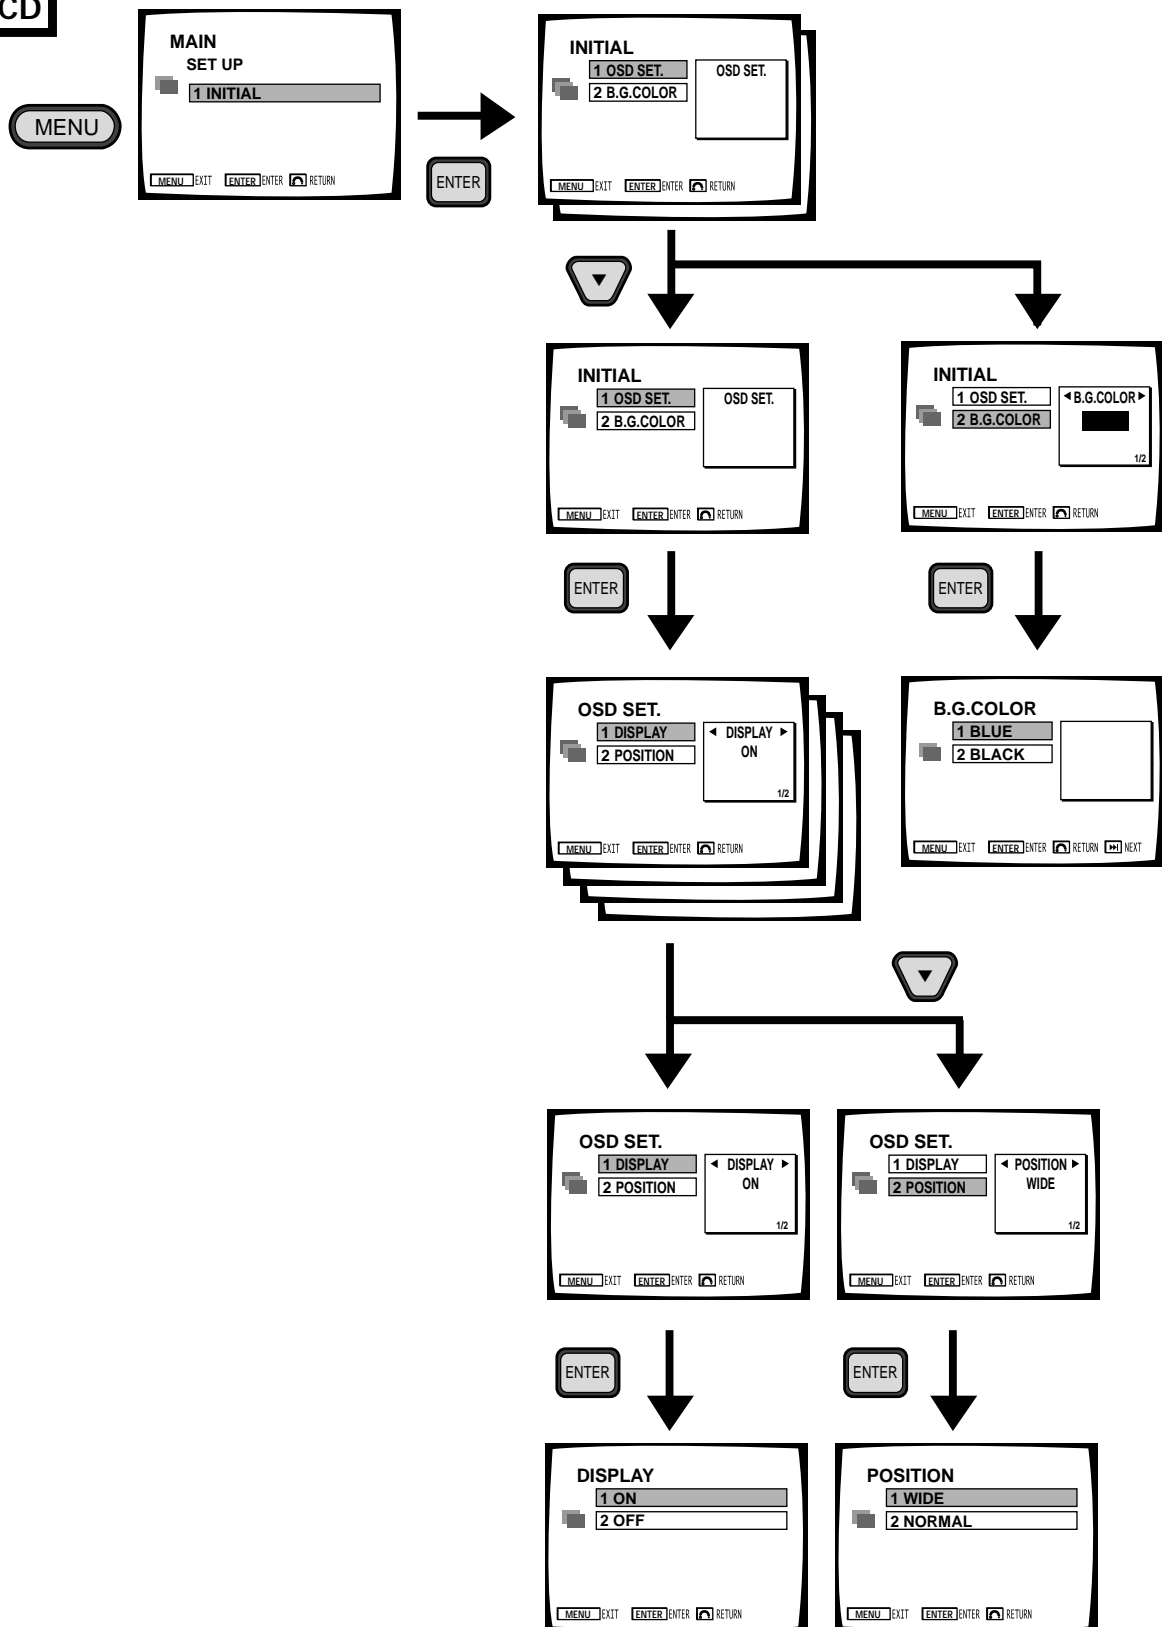 CD
MENU
MAIN
SET UP
1 INITIAL
MENU EXIT ENTER ENTER RETURN
ENTER
INITIAL
1 OSD SET.
2 B.G.COLOR
OSD SET.
MENU EXIT ENTER ENTER RETURN
▼
INITIAL
1 OSD SET.
2 B.G.COLOR
OSD SET.
MENU EXIT ENTER ENTER RETURN
INITIAL
1 OSD SET.
2 B.G.COLOR
◄B.G.COLOR►
1/2
MENU EXIT ENTER ENTER RETURN
ENTER
ENTER
OSD SET.
1 DISPLAY
2 POSITION
◄ DISPLAY ►
ON
1/2
MENU EXIT ENTER ENTER RETURN
B.G.COLOR
1 BLUE
2 BLACK
MENU EXIT ENTER ENTER RETURN ⏭ NEXT
▼
OSD SET.
1 DISPLAY
2 POSITION
◄ DISPLAY ►
ON
1/2
MENU EXIT ENTER ENTER RETURN
OSD SET.
1 DISPLAY
2 POSITION
◄ POSITION ►
WIDE
1/2
MENU EXIT ENTER ENTER RETURN
ENTER
ENTER
DISPLAY
1 ON
2 OFF
MENU EXIT ENTER ENTER RETURN
POSITION
1 WIDE
2 NORMAL
MENU EXIT ENTER ENTER RETURN